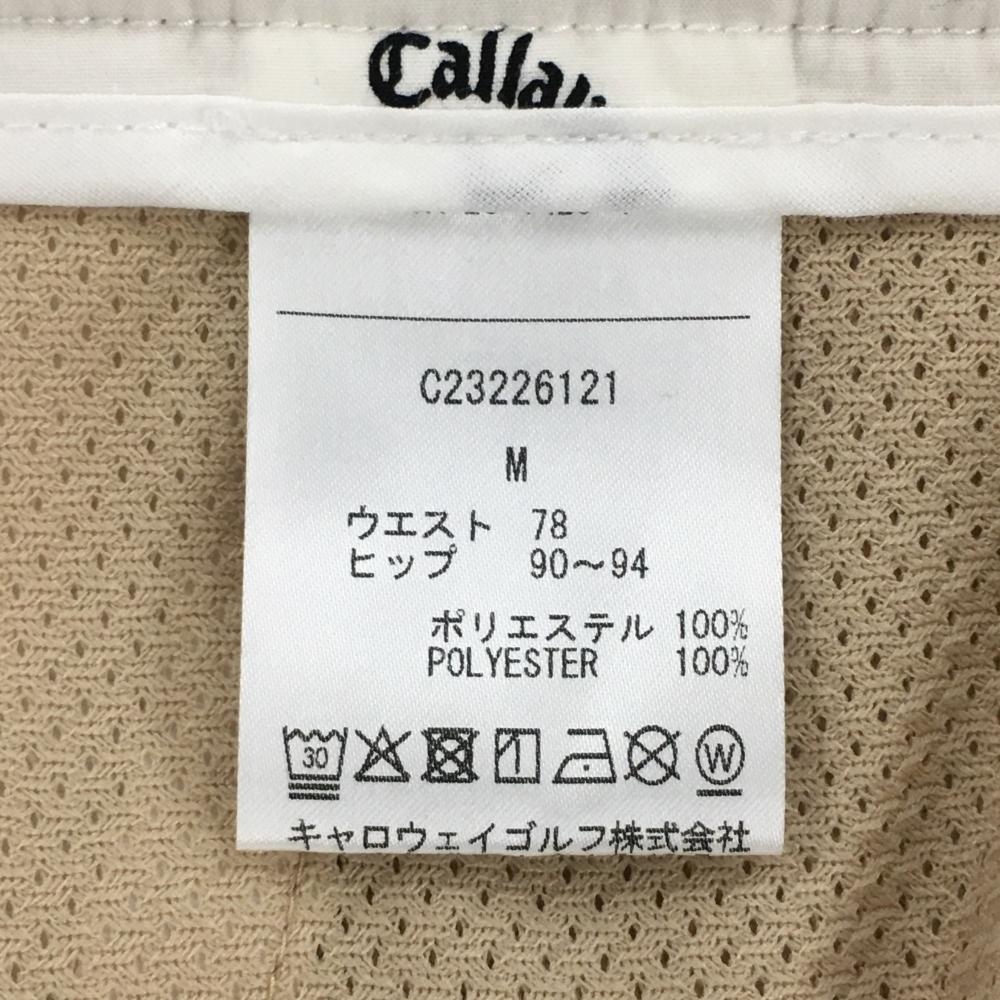 C23226121
M
ウエスト 78
ヒップ 90～94
ポリエステル 100%
POLYESTER 100%
30 W
キャロウェイゴルフ株式会社